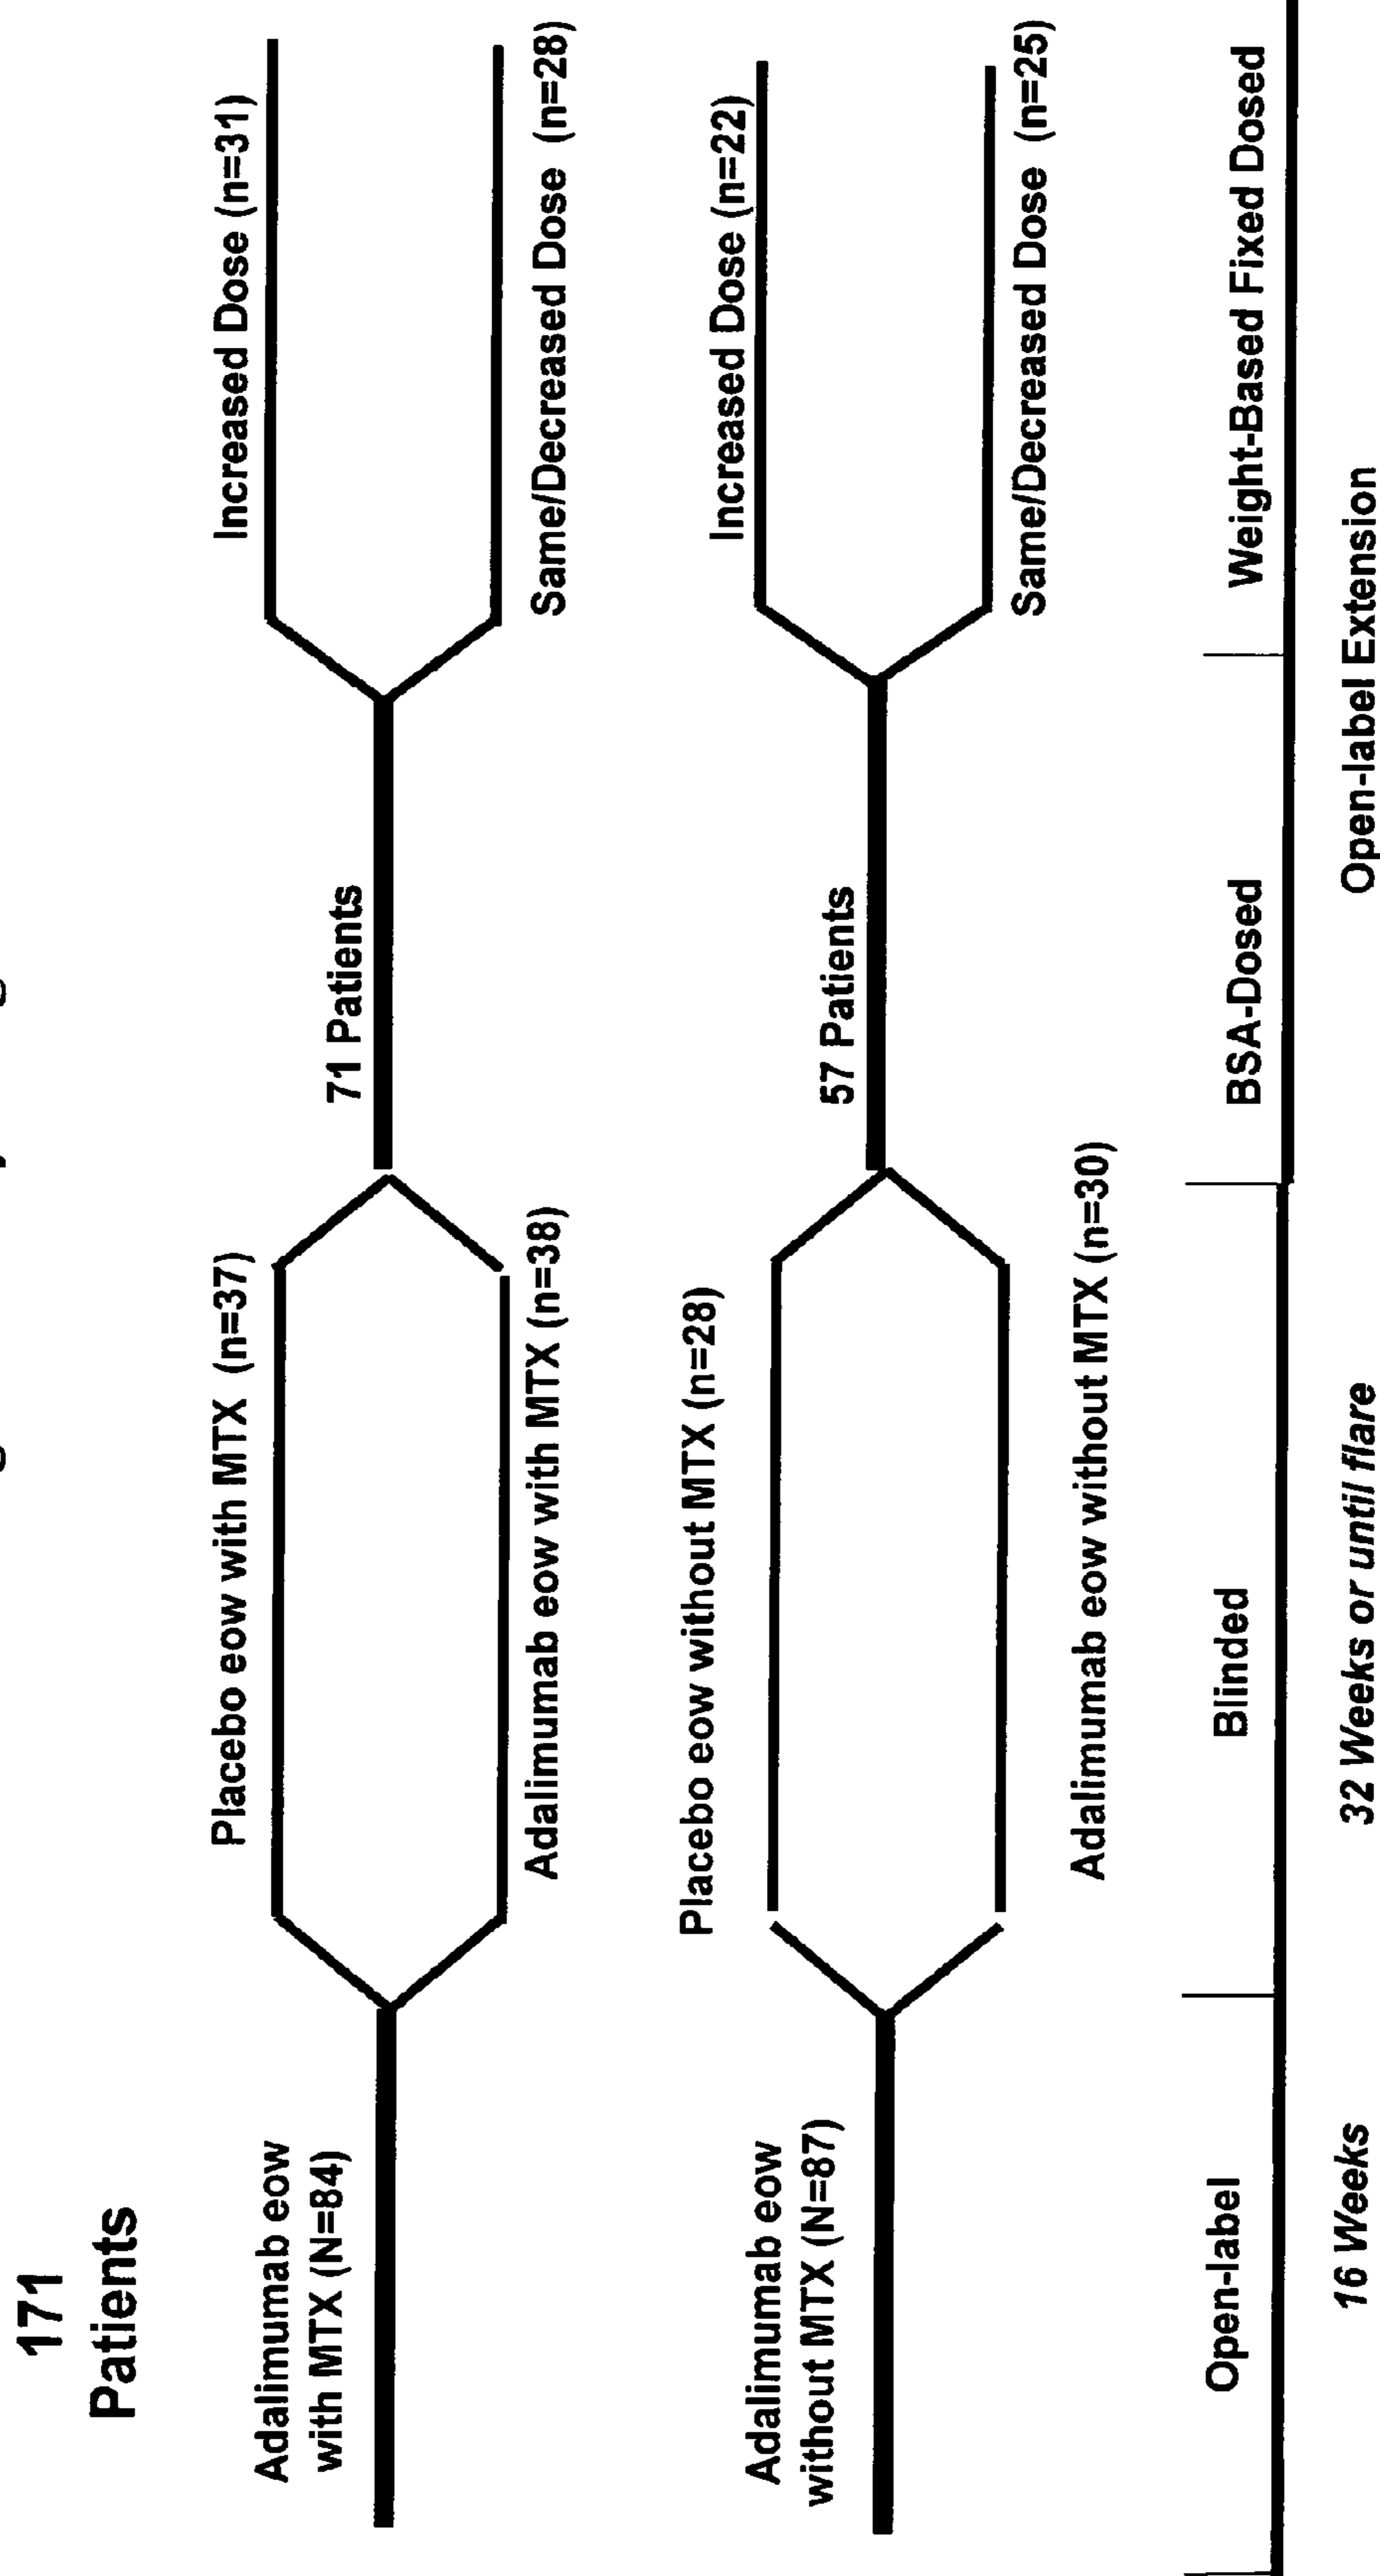 171
Patients
Adalimumab eow
with MTX (N=84)
Placebo eow with MTX (n=37)
Adalimumab eow with MTX (n=38)
71 Patients
Increased Dose (n=31)
Same/Decreased Dose (n=28)
Adalimumab eow
without MTX (N=87)
Placebo eow without MTX (n=28)
Adalimumab eow without MTX (n=30)
57 Patients
Increased Dose (n=22)
Same/Decreased Dose (n=25)
Open-label
Blinded
BSA-Dosed
Weight-Based Fixed Dosed
16 Weeks
32 Weeks or until flare
Open-label Extension